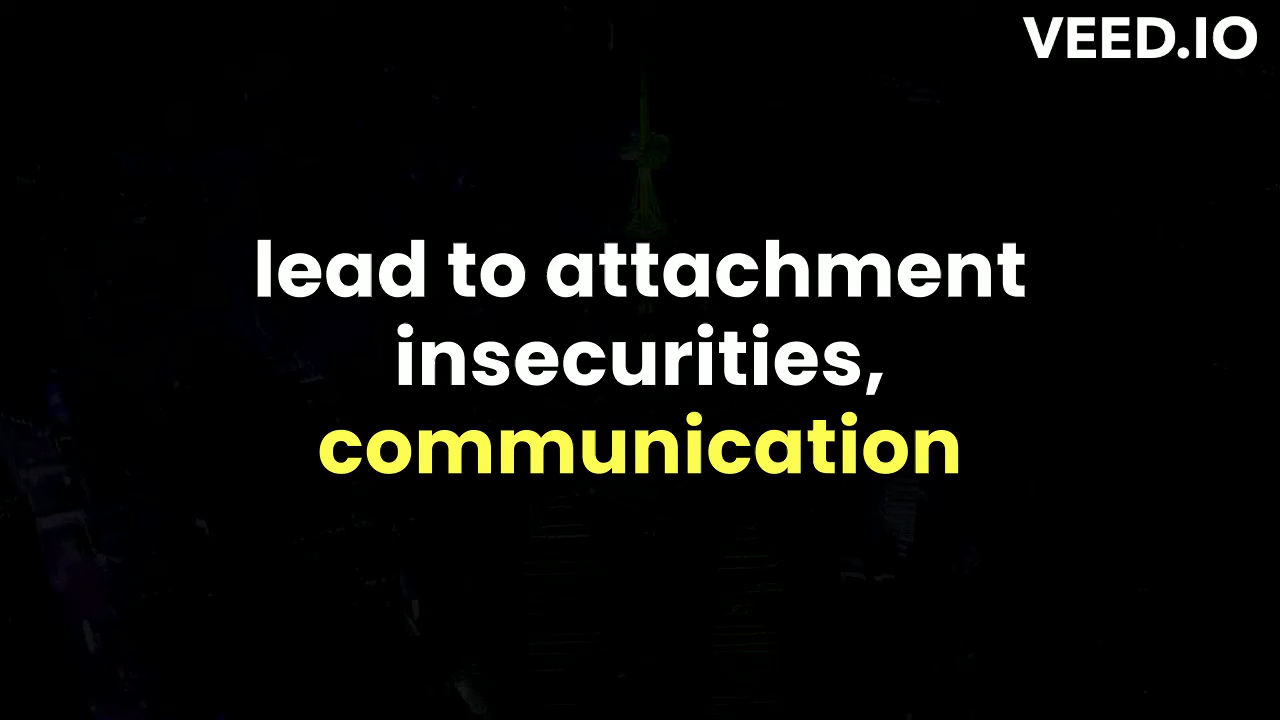 VEED.IO
lead to attachment
insecurities,
communication